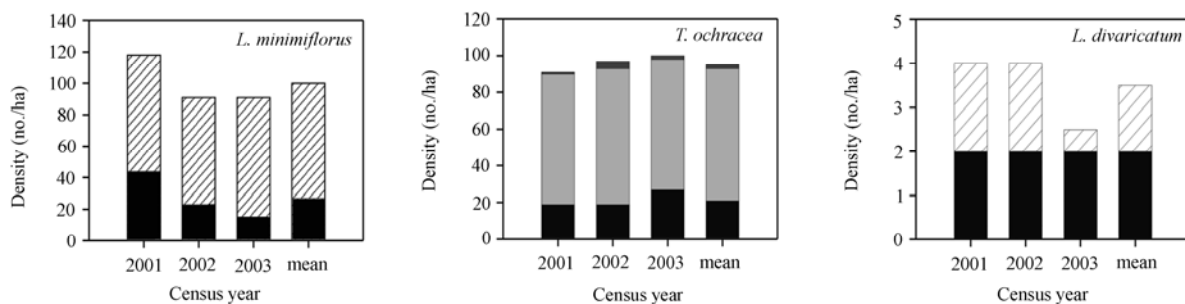 L. minimiflorus
Density (no./ha)
140
120
100
80
60
40
20
0
2001 2002 2003 mean
Census year
T. ochracea
Density (no./ha)
120
100
80
60
40
20
0
2001 2002 2003 mean
Census year
L. divaricatum
Density (no./ha)
5
4
3
2
1
0
2001 2002 2003 mean
Census year